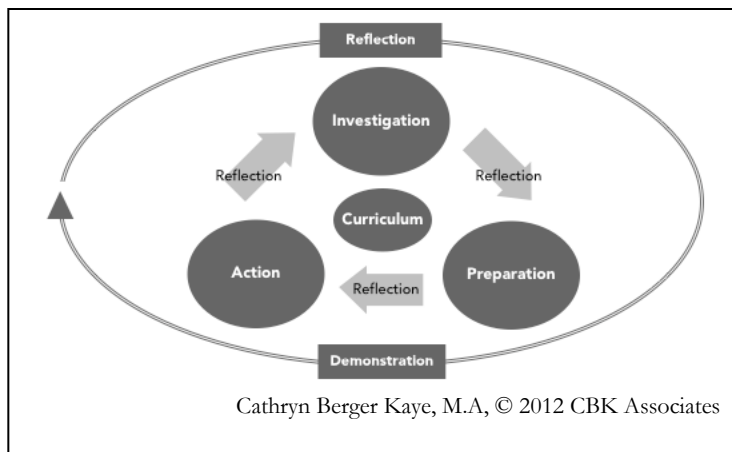 Reflection
Investigation
Reflection
Reflection
Curriculum
Action
Preparation
Reflection
Demonstration
Cathryn Berger Kaye, M.A, © 2012 CBK Associates